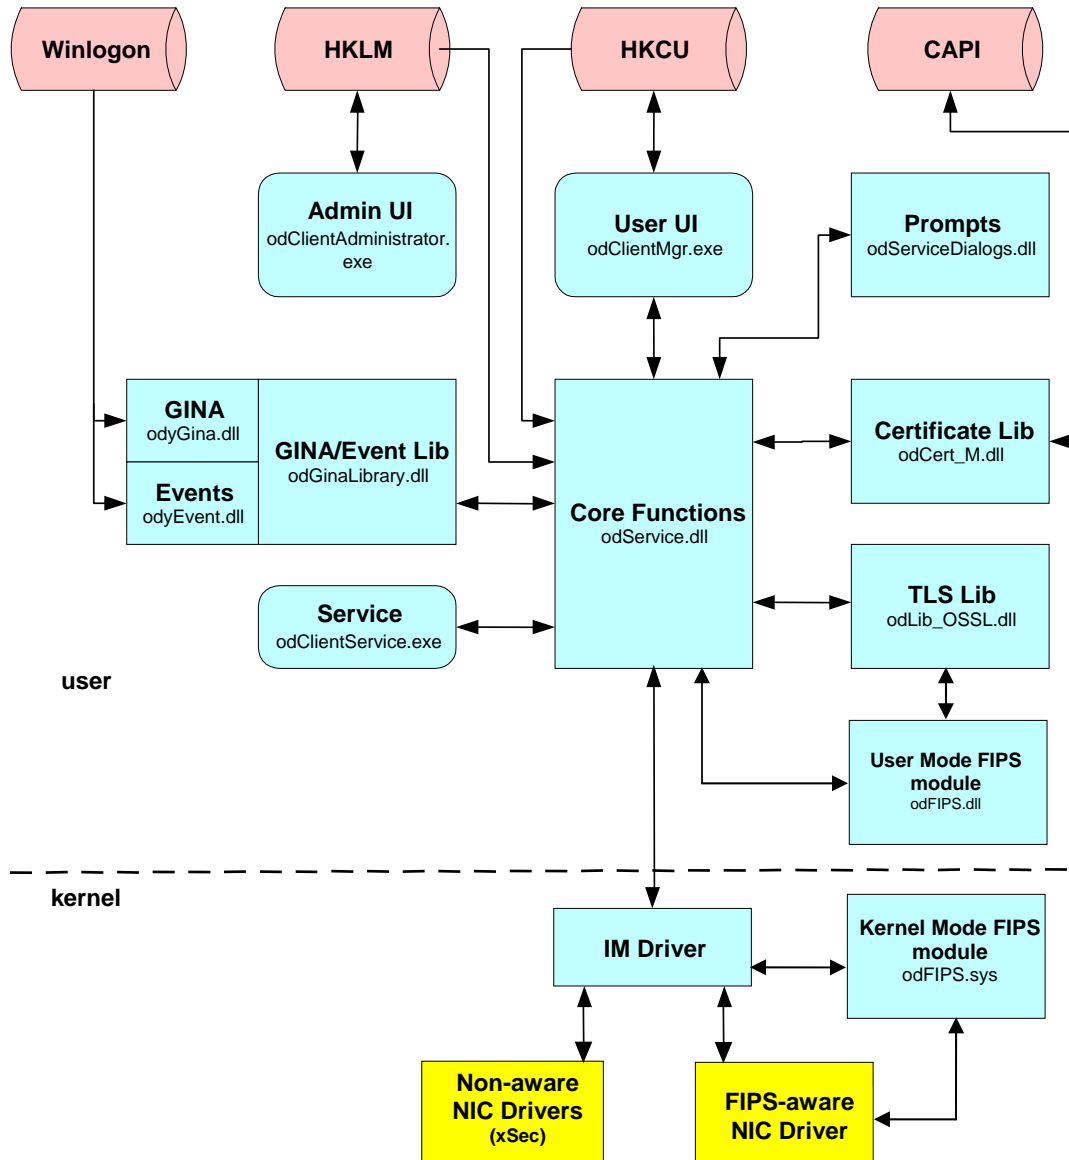 Winlogon
HKLM
HKCU
CAPI
Admin UI
odClientAdministrator.
exe
User UI
odClientMgr.exe
Prompts
odServiceDialogs.dll
GINA
odyGina.dll
Events
odyEvent.dll
GINA/Event Lib
odGinaLibrary.dll
Core Functions
odService.dll
Certificate Lib
odCert_M.dll
Service
odClientService.exe
TLS Lib
odLib_OSSL.dll
user
User Mode FIPS
module
odFIPS.dll
kernel
IM Driver
Kernel Mode FIPS
module
odFIPS.sys
Non-aware
NIC Drivers
(xSec)
FIPS-aware
NIC Driver